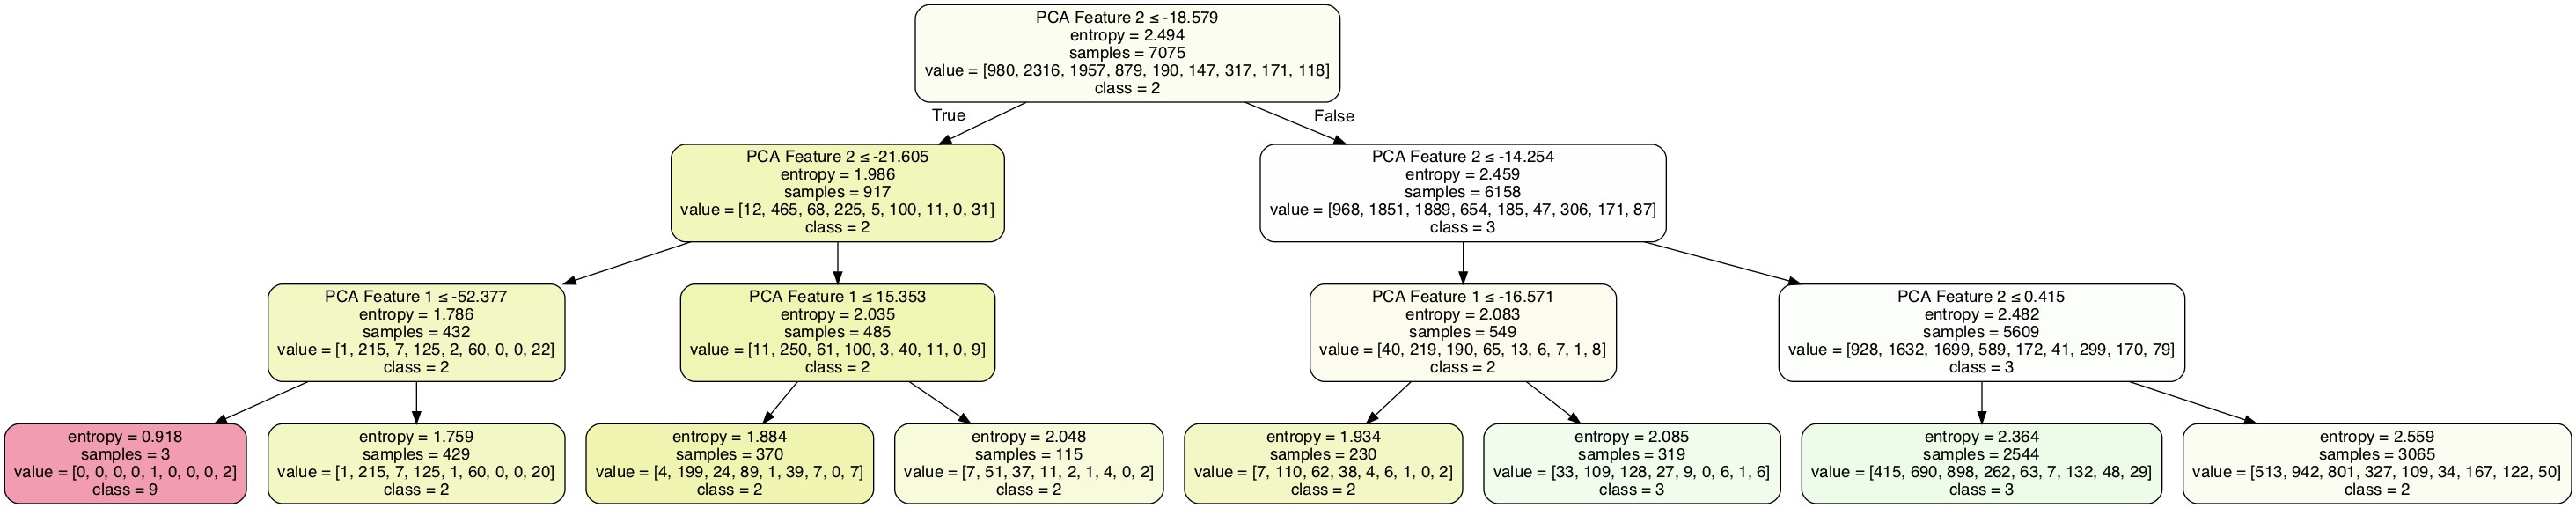 PCA Feature 2 ≤ -18.579
entropy = 2.494
samples = 7075
value = [980, 2316, 1957, 879, 190, 147, 317, 171, 118]
class = 2
True
False
PCA Feature 2 ≤ -21.605
entropy = 1.986
samples = 917
value = [12, 465, 68, 225, 5, 100, 11, 0, 31]
class = 2
PCA Feature 2 ≤ -14.254
entropy = 2.459
samples = 6158
value = [968, 1851, 1889, 654, 185, 47, 306, 171, 87]
class = 3
PCA Feature 1 ≤ -52.377
entropy = 1.786
samples = 432
value = [1, 215, 7, 125, 2, 60, 0, 0, 22]
class = 2
PCA Feature 1 ≤ 15.353
entropy = 2.035
samples = 485
value = [11, 250, 61, 100, 3, 40, 11, 0, 9]
class = 2
PCA Feature 1 ≤ -16.571
entropy = 2.083
samples = 549
value = [40, 219, 190, 65, 13, 6, 7, 1, 8]
class = 2
PCA Feature 2 ≤ 0.415
entropy = 2.482
samples = 5609
value = [928, 1632, 1699, 589, 172, 41, 299, 170, 79]
class = 3
entropy = 0.918
samples = 3
value = [0, 0, 0, 0, 1, 0, 0, 0, 2]
class = 9
entropy = 1.759
samples = 429
value = [1, 215, 7, 125, 1, 60, 0, 0, 20]
class = 2
entropy = 1.884
samples = 370
value = [4, 199, 24, 89, 1, 39, 7, 0, 7]
class = 2
entropy = 2.048
samples = 115
value = [7, 51, 37, 11, 2, 1, 4, 0, 2]
class = 2
entropy = 1.934
samples = 230
value = [7, 110, 62, 38, 4, 6, 1, 0, 2]
class = 2
entropy = 2.085
samples = 319
value = [33, 109, 128, 27, 9, 0, 6, 1, 6]
class = 3
entropy = 2.364
samples = 2544
value = [415, 690, 898, 262, 63, 7, 132, 48, 29]
class = 3
entropy = 2.559
samples = 3065
value = [513, 942, 801, 327, 109, 34, 167, 122, 50]
class = 2